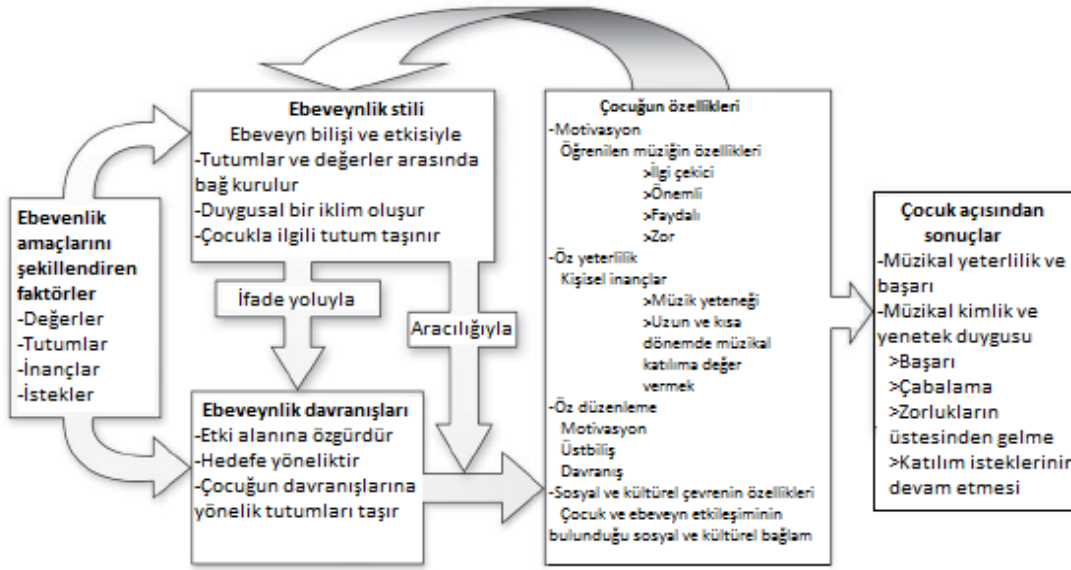 Ebevenlik
amaçlarını
şekillendiren
faktörler
-Değerler
-Tutumlar
-İnançlar
-İstekler
Ebeveynlik stili
Ebeveyn bilişi ve etkisiyle
-Tutumlar ve değerler arasında
bağ kurulur
-Duygusal bir iklim oluşur
-Çocukla ilgili tutum taşınır
İfade yoluyla
Aracılığıyla
Ebeveynlik davranışları
-Etki alanına özgürdür
-Hedefe yöneliktir
-Çocuğun davranışlarına
yönelik tutumları taşır
Çocuğun özellikleri
-Motivasyon
Öğrenilen müziğin özellikleri
>İlgi çekici
>Önemli
>Faydalı
>Zor
-Öz yeterlilik
Kişisel inançlar
>Müzik yeteneği
>Uzun ve kısa
dönemde müzikal
katılıma değer
vermek
-Öz düzenleme
Motivasyon
Üstbiliş
Davranış
-Sosyal ve kültürel çevrenin özellikleri
Çocuk ve ebeveyn etkileşiminin
bulunduğu sosyal ve kültürel bağlam
Çocuk açısından
sonuçlar
-Müzikal yeterlilik ve
başarı
-Müzikal kimlik ve
yenetek duygusu
>Başarı
>Çabalama
>Zorlukların
üstesinden gelme
>Katılım isteklerinin
devam etmesi